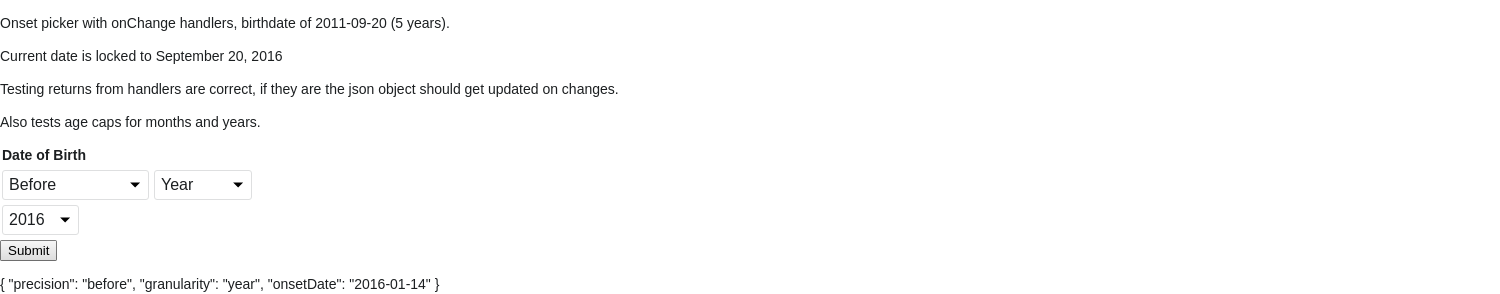 Onset picker with onChange handlers, birthdate of 2011-09-20 (5 years).
Current date is locked to September 20, 2016
Testing returns from handlers are correct, if they are the json object should get updated on changes.
Also tests age caps for months and years.
Date of Birth
Before Year
2016
Submit
{ "precision": "before", "granularity": "year", "onsetDate": "2016-01-14" }